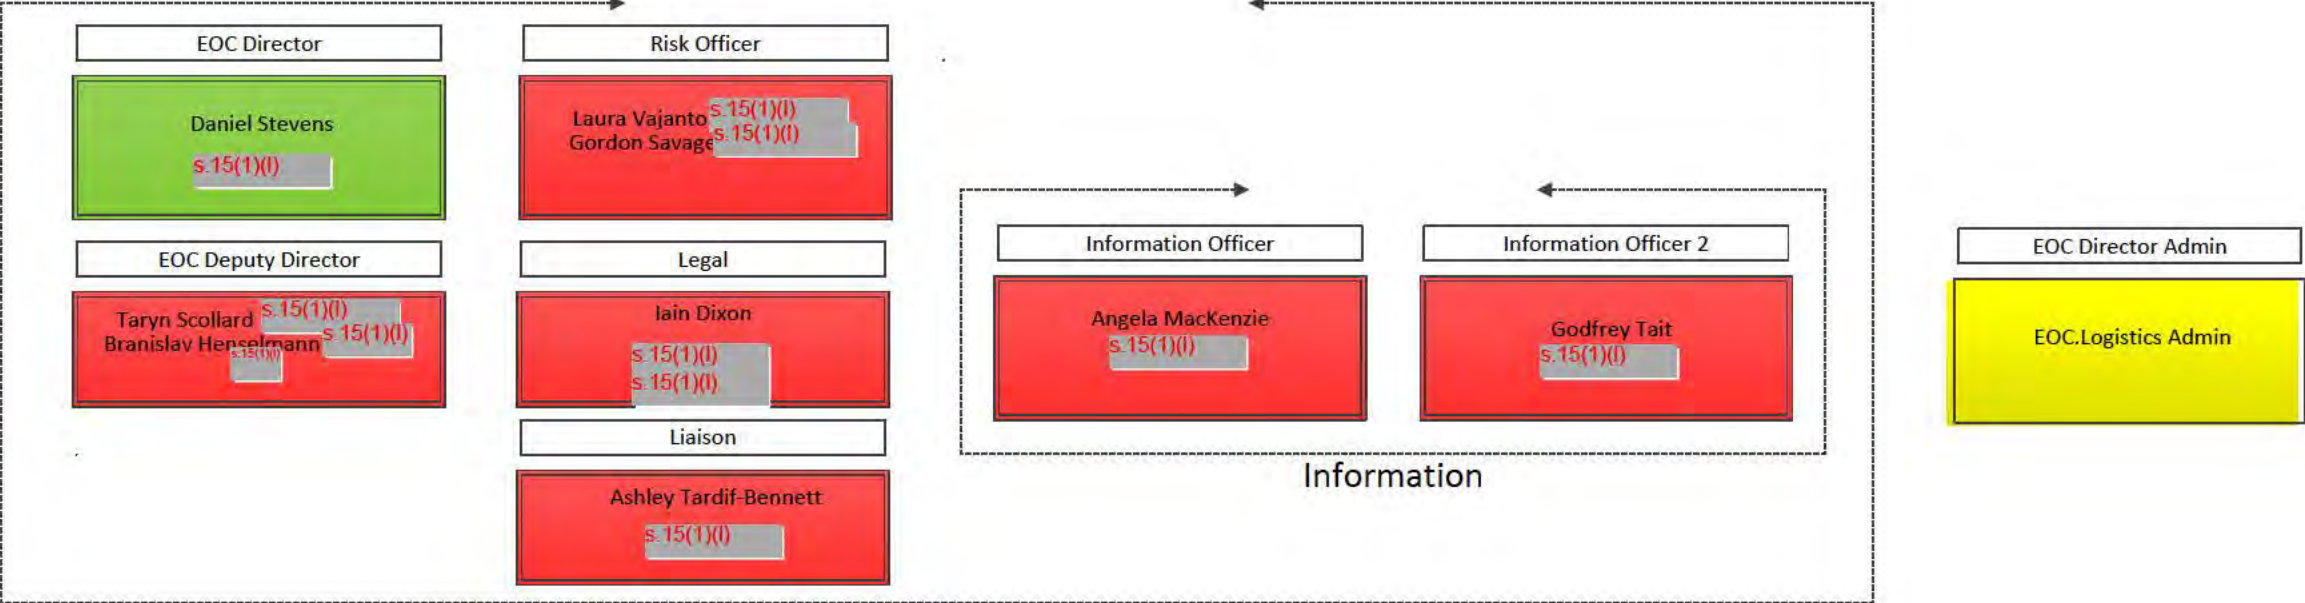 EOC Director
Daniel Stevens
s.15(1)(l)
EOC Deputy Director
Taryn Scollard s.15(1)(l)
Branislav Henselmann s.15(1)(l)
s.15(1)(l)
Risk Officer
Laura Vajanto s.15(1)(l)
Gordon Savage s.15(1)(l)
Legal
Iain Dixon
s.15(1)(l)
s.15(1)(l)
Liaison
Ashley Tardif-Bennett
s.15(1)(l)
Information Officer
Angela MacKenzie
s.15(1)(l)
Information Officer 2
Godfrey Tait
s.15(1)(l)
Information
EOC Director Admin
EOC.Logistics Admin